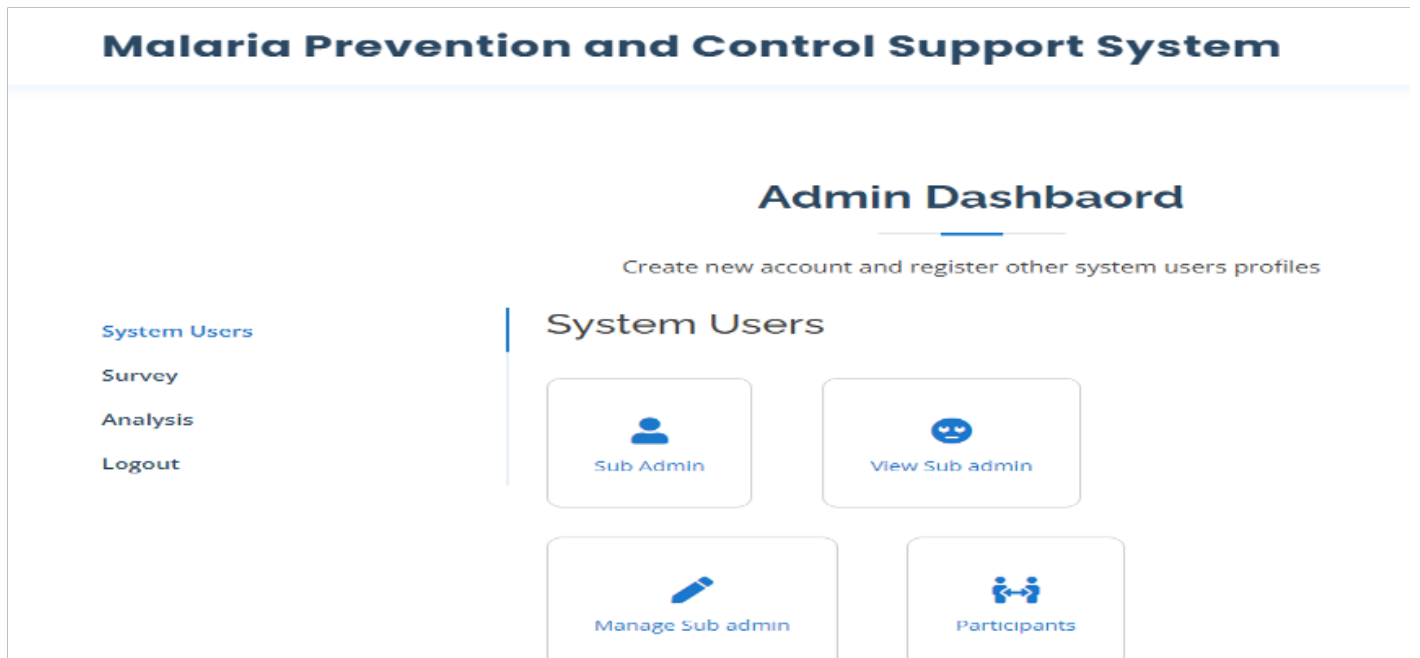 Malaria Prevention and Control Support System
Admin Dashbaord
Create new account and register other system users profiles
System Users
Survey
Analysis
Logout
System Users
Sub Admin
View Sub admin
Manage Sub admin
Participants